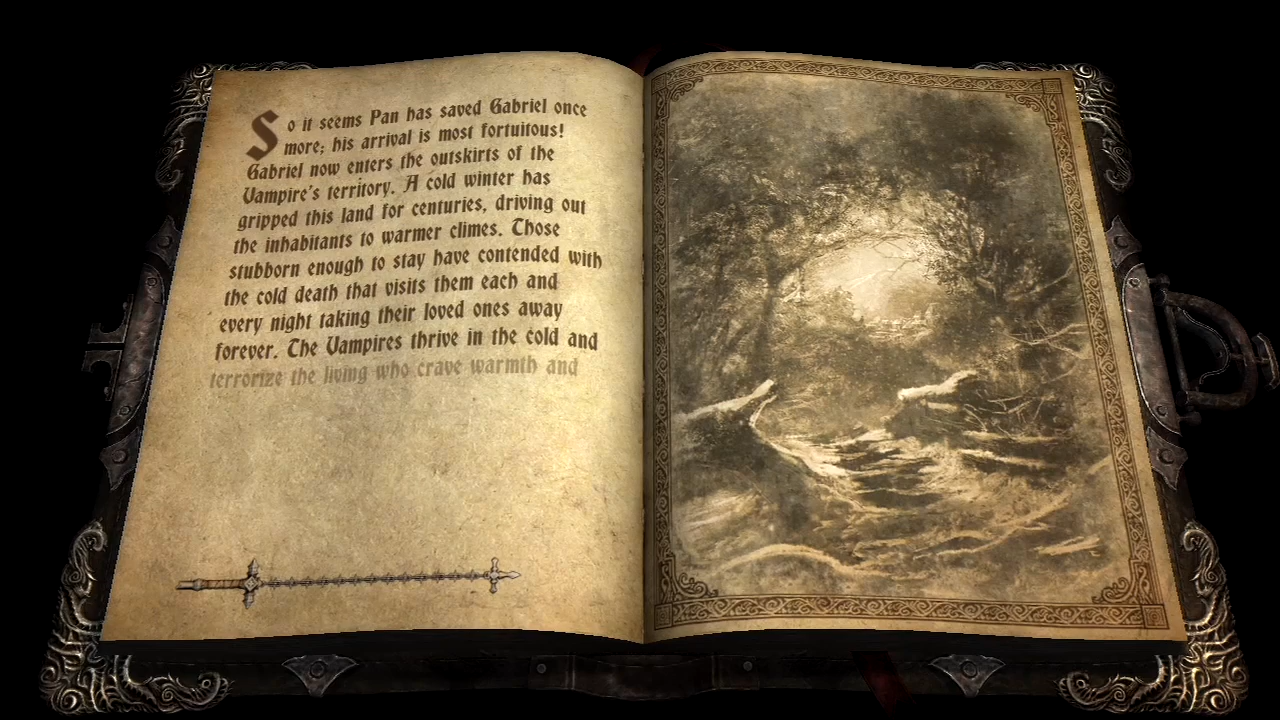 So it seems Pan has saved Gabriel once
more; his arrival is most fortuitous!
Gabriel now enters the outskirts of the
Vampire's territory. A cold winter has
gripped this land for centuries, driving out
the inhabitants to warmer climes. Those
stubborn enough to stay have contended with
the cold death that visits them each and
every night taking their loved ones away
forever. The Vampires thrive in the cold and
terrorize the living who crave warmth and